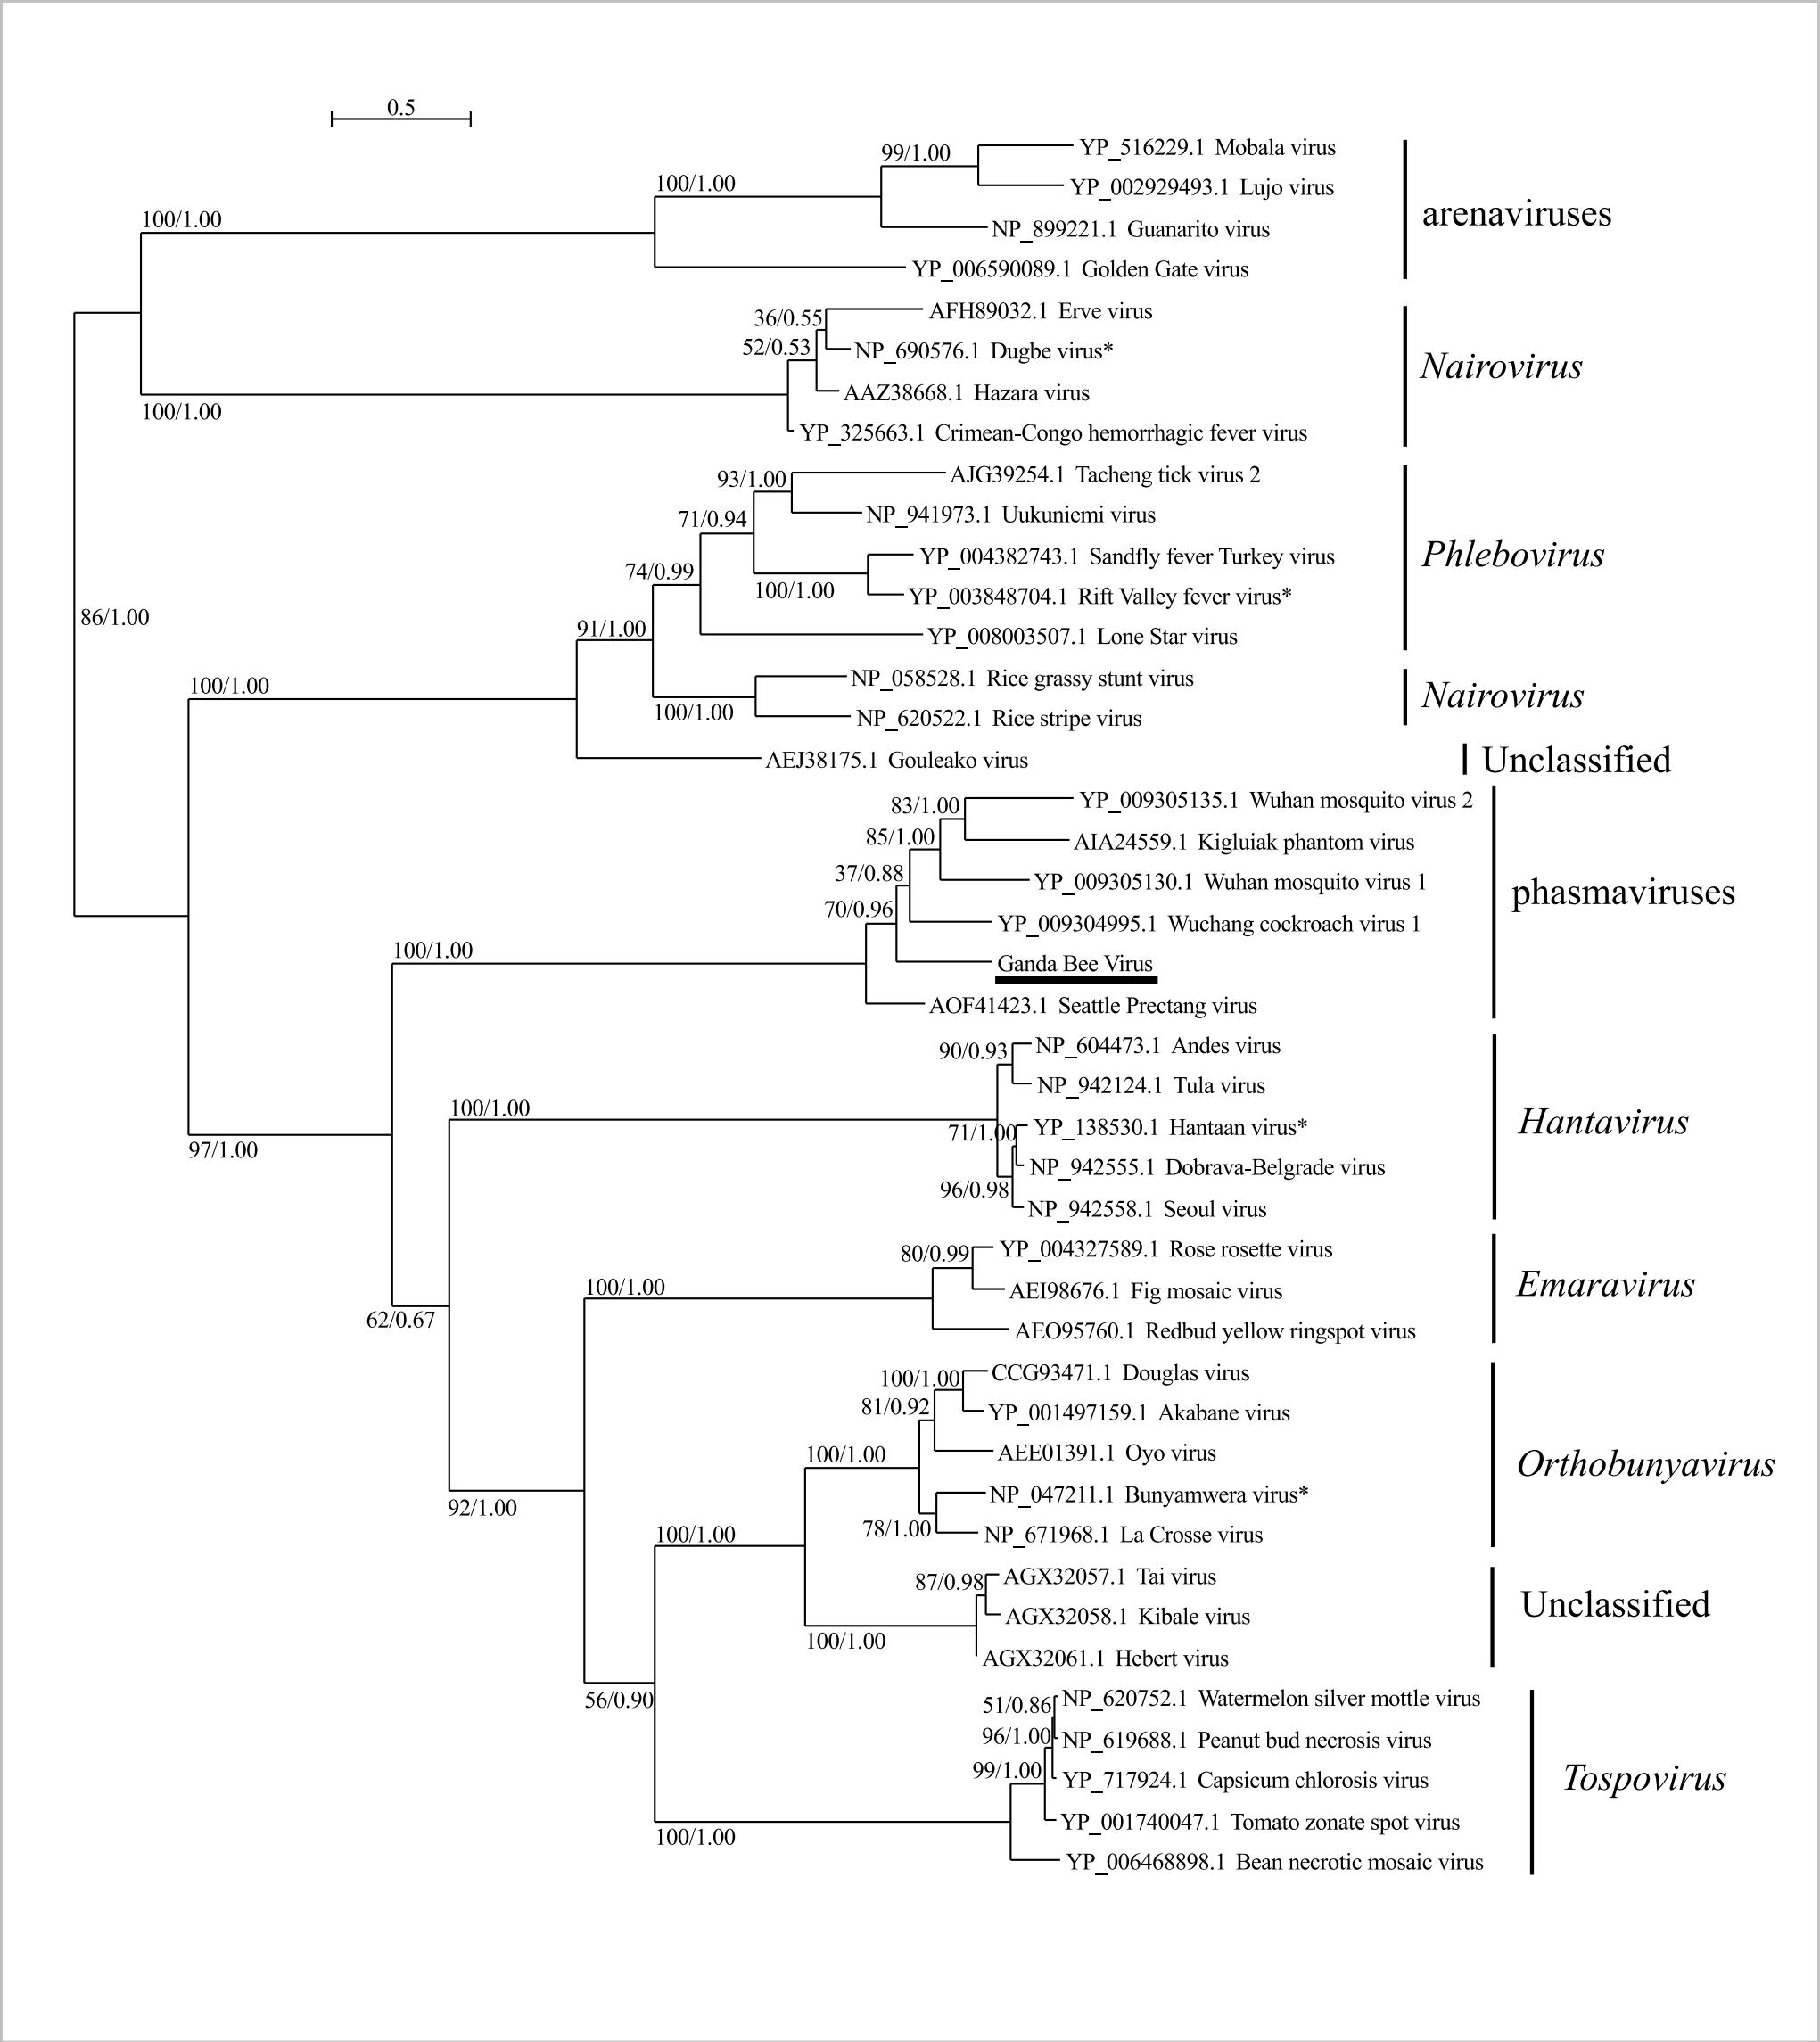 0.5
99/1.00
YP_516229.1 Mobala virus
100/1.00
YP_002929493.1 Lujo virus
arenaviruses
100/1.00
NP_899221.1 Guanarito virus
YP_006590089.1 Golden Gate virus
36/0.55
AFH89032.1 Erve virus
52/0.53
NP_690576.1 Dugbe virus*
Nairovirus
AAZ38668.1 Hazara virus
100/1.00
YP_325663.1 Crimean-Congo hemorrhagic fever virus
93/1.00
AJG39254.1 Tacheng tick virus 2
71/0.94
NP_941973.1 Uukuniemi virus
74/0.99
YP_004382743.1 Sandfly fever Turkey virus
Phlebovirus
100/1.00
YP_003848704.1 Rift Valley fever virus*
86/1.00
91/1.00
YP_008003507.1 Lone Star virus
100/1.00
NP_058528.1 Rice grassy stunt virus
Nairovirus
100/1.00
NP_620522.1 Rice stripe virus
AEJ38175.1 Gouleako virus
Unclassified
83/1.00
YP_009305135.1 Wuhan mosquito virus 2
85/1.00
AIA24559.1 Kigluiak phantom virus
37/0.88
YP_009305130.1 Wuhan mosquito virus 1
phasmaviruses
70/0.96
YP_009304995.1 Wuchang cockroach virus 1
100/1.00
Ganda Bee Virus
AOF41423.1 Seattle Prectang virus
90/0.93
NP_604473.1 Andes virus
NP_942124.1 Tula virus
100/1.00
71/1.00
YP_138530.1 Hantaan virus*
Hantavirus
97/1.00
NP_942555.1 Dobrava-Belgrade virus
96/0.98
NP_942558.1 Seoul virus
80/0.99
YP_004327589.1 Rose rosette virus
100/1.00
AEI98676.1 Fig mosaic virus
Emaravirus
62/0.67
AEO95760.1 Redbud yellow ringspot virus
100/1.00
CCG93471.1 Douglas virus
81/0.92
YP_001497159.1 Akabane virus
100/1.00
AEE01391.1 Oyo virus
Orthobunyavirus
92/1.00
NP_047211.1 Bunyamwera virus*
78/1.00
100/1.00
NP_671968.1 La Crosse virus
87/0.98
AGX32057.1 Tai virus
AGX32058.1 Kibale virus
Unclassified
100/1.00
AGX32061.1 Hebert virus
56/0.90
51/0.86
NP_620752.1 Watermelon silver mottle virus
96/1.00
NP_619688.1 Peanut bud necrosis virus
99/1.00
YP_717924.1 Capsicum chlorosis virus
Tospovirus
100/1.00
YP_001740047.1 Tomato zonate spot virus
YP_006468898.1 Bean necrotic mosaic virus